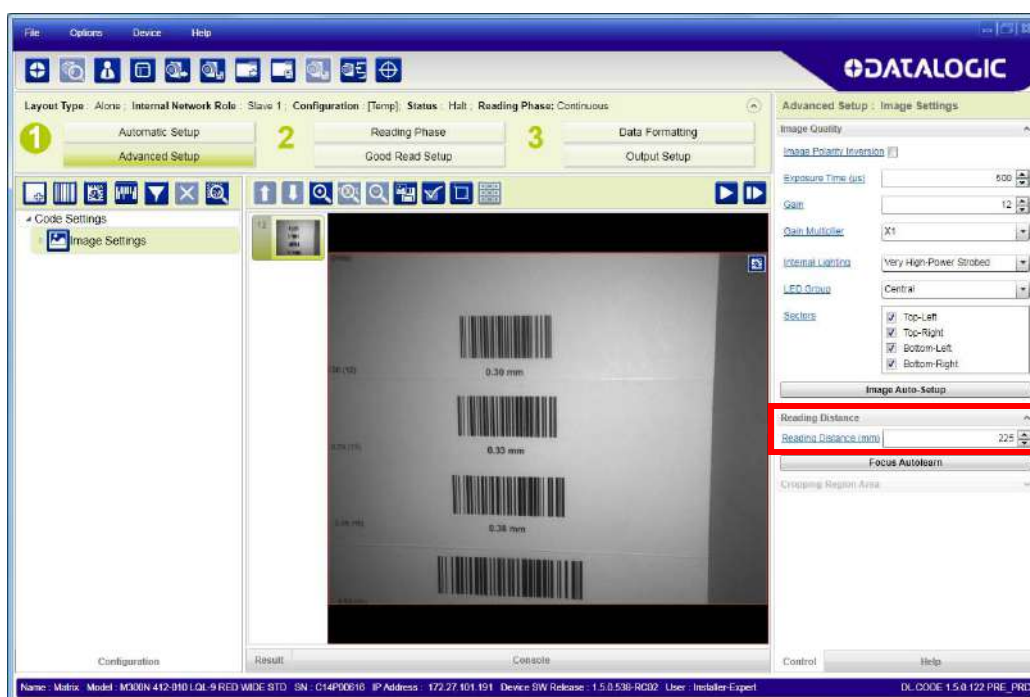 File Options Device Help
DATALOGIC
Layout Type : Alone ; Internal Network Role : Slave 1 ; Configuration : [Temp]; Status : Halt ; Reading Phase: Continuous
1 Automatic Setup 2 Reading Phase 3 Data Formatting
Advanced Setup Good Read Setup Output Setup
Advanced Setup : Image Settings
Image Quality
Image Polarity Inversion
Exposure Time (µs) 500
Gain 12
Gain Multiplier X1
Internal Lighting Very High-Power Strobed
LED Group Central
Sectors Top-Left
Top-Right
Bottom-Left
Bottom-Right
Image Auto-Setup
Reading Distance
Reading Distance (mm) 225
Focus Autolearn
Cropping Region Area
Code Settings
Image Settings
12
0.30 mm
0.33 mm
0.38 mm
Configuration
Result Console
Control Help
Name : Matrix Model : M300N 412-010 LQL-9 RED WIDE STD SN : C14P00616 IP Address : 172.27.101.191 Device SW Release : 1.5.0.538-RC02 User : Installer-Expert DL.CODE 1.5.0.122 PRE_PR